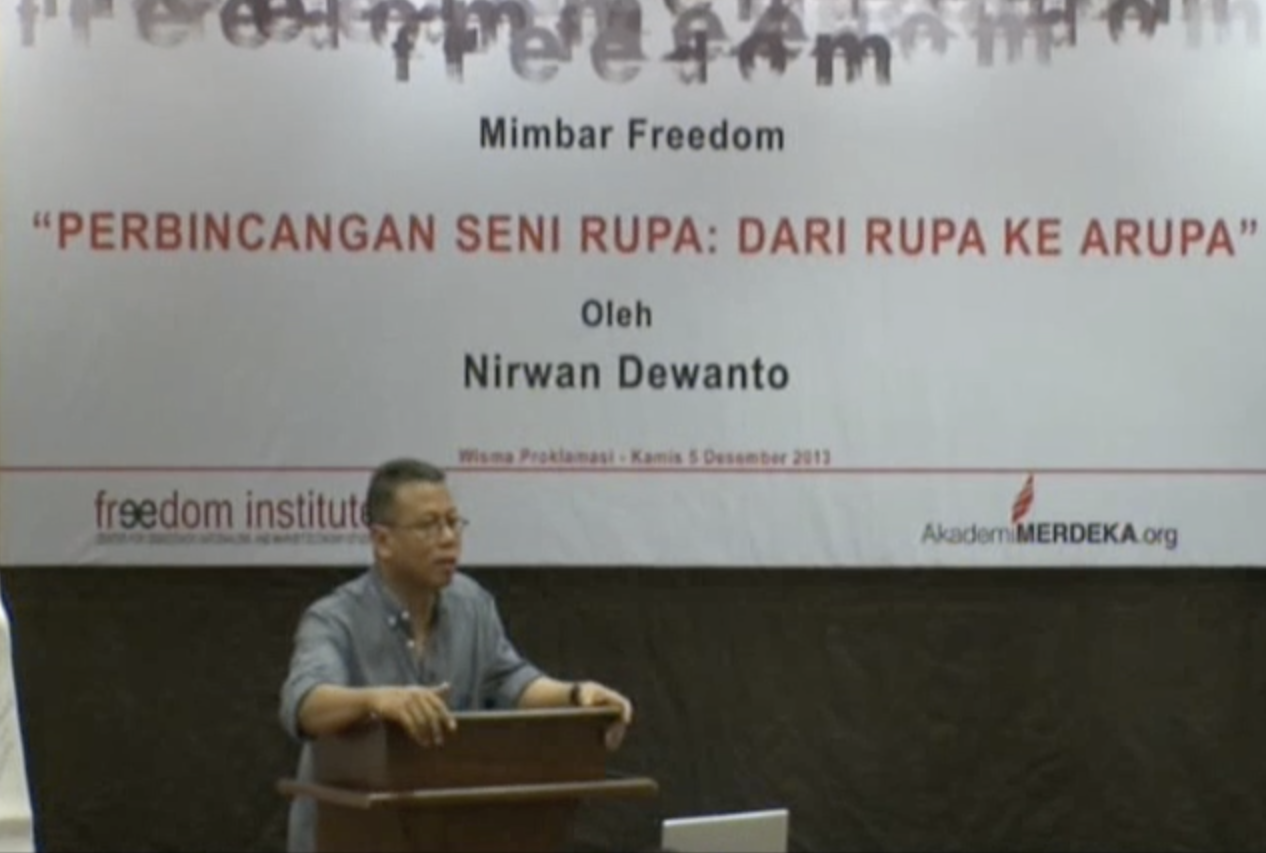 freedom
Mimbar Freedom
“PERBINCANGAN SENI RUPA: DARI RUPA KE ARUPA”
Oleh
Nirwan Dewanto
Wisma Proklamasi - Kamis 5 Desember 2013
freedom institute
AkademiMERDEKA.org